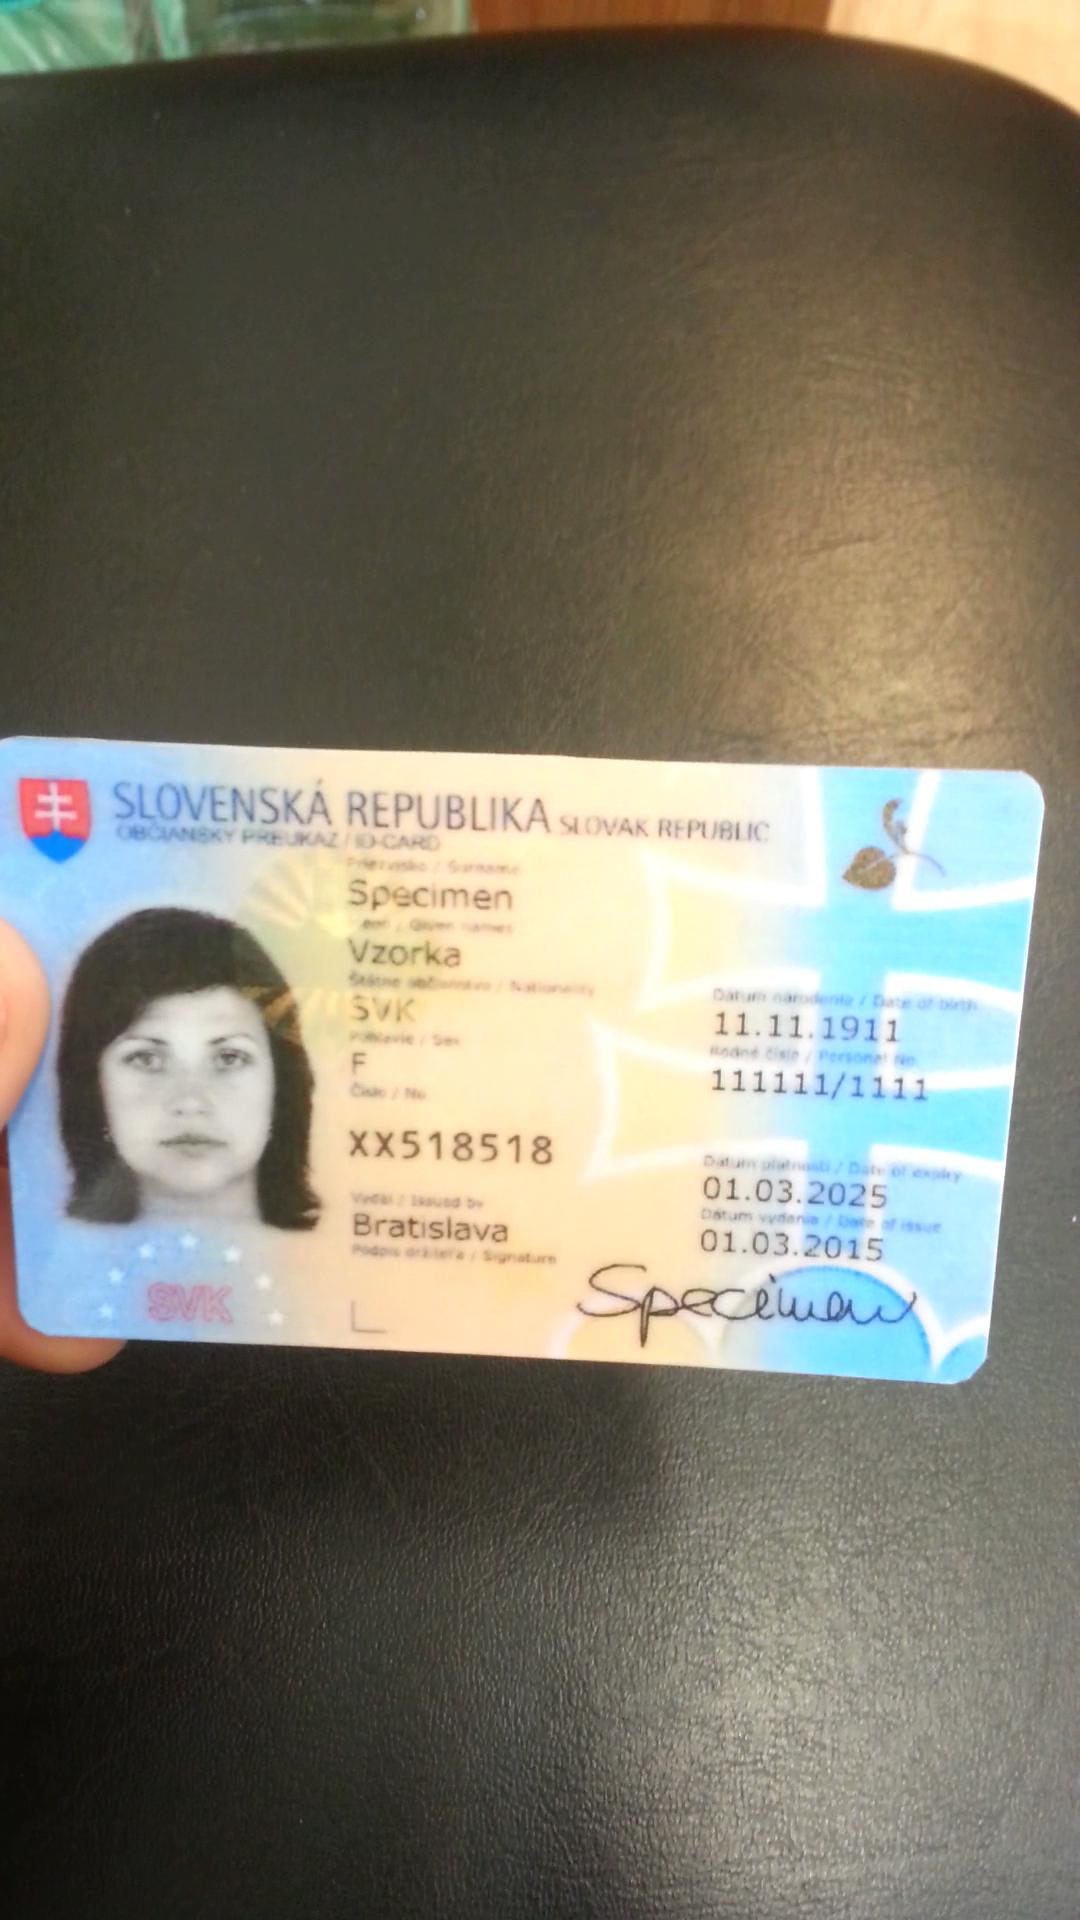 SLOVENSKÁ REPUBLIKA SLOVAK REPUBLIC
OBČIANSKY PREUKAZ / ID-CARD
Priezvisko / Surname
Specimen
Meno / Given names
Vzorka
Štátne občianstvo / Nationality
SVK
Pohlavie / Sex
F
Číslo / No.
XX518518
Vydal / Issued by
Bratislava
Podpis držiteľa / Signature
Dátum narodenia / Date of birth
11.11.1911
Rodné číslo / Personal No.
111111/1111
Dátum platnosti / Date of expiry
01.03.2025
Dátum vydania / Date of issue
01.03.2015
Specimen
SVK